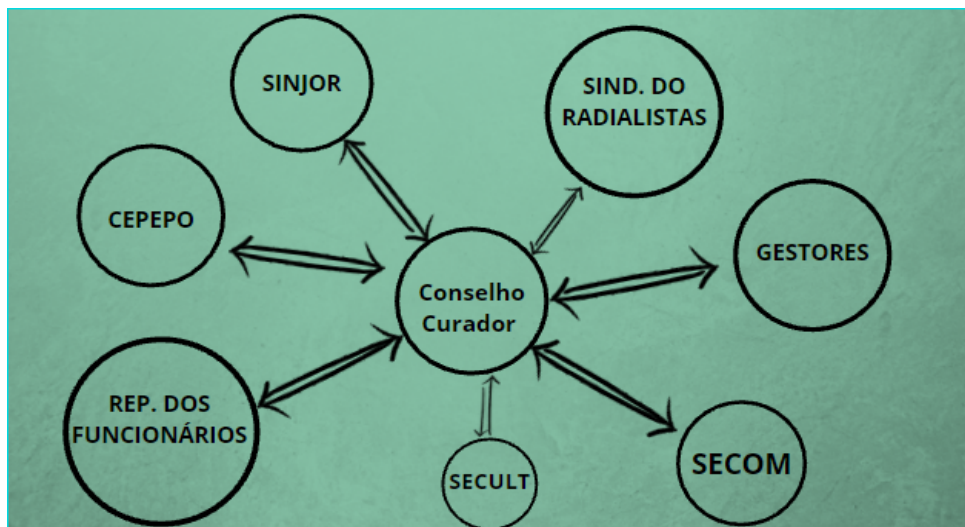 SINJOR
SIND. DO
RADIALISTAS
CEPEPO
GESTORES
Conselho
Curador
REP. DOS
FUNCIONÁRIOS
SECULT
SECOM